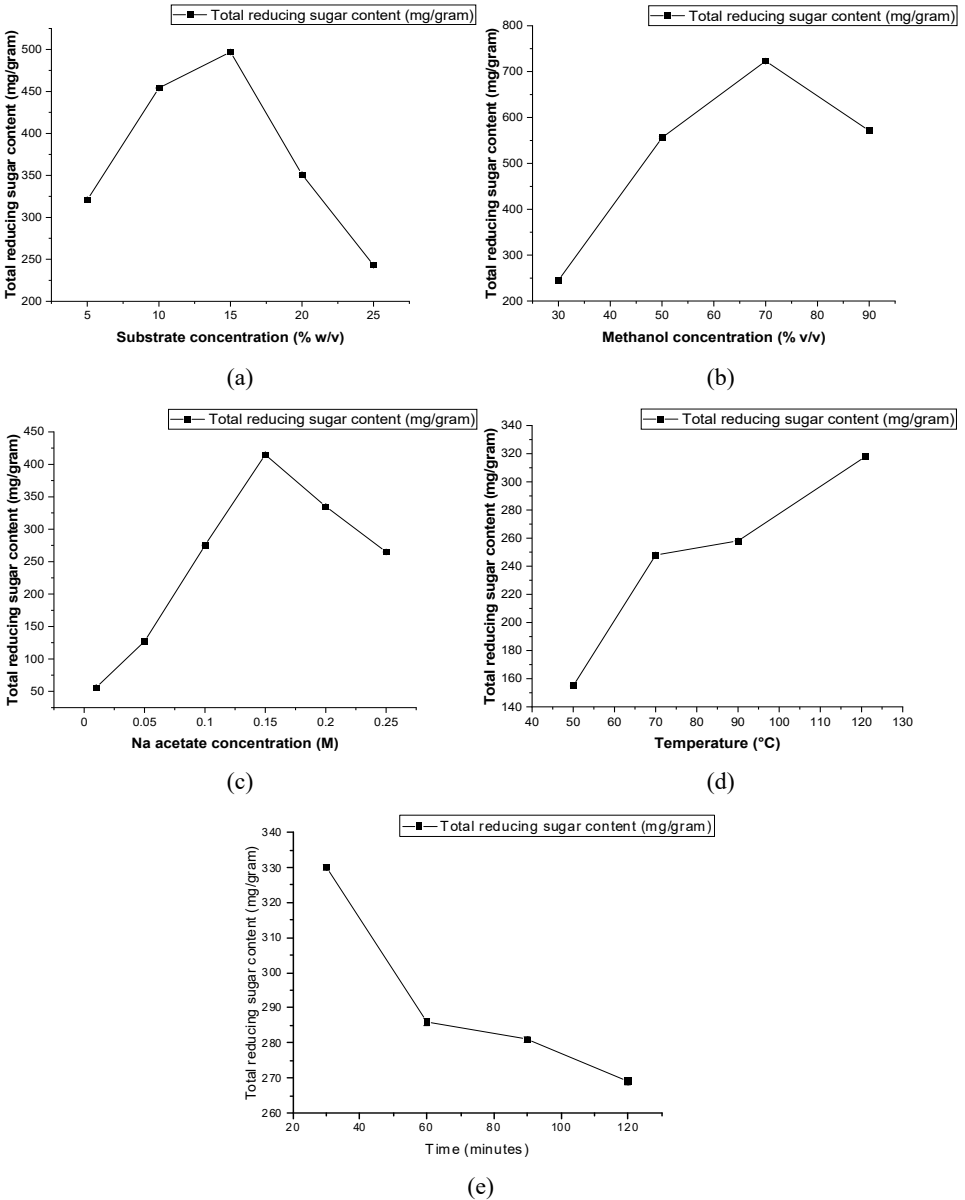 Total reducing sugar content (mg/gram)
Total reducing sugar content (mg/gram)
500
450
400
350
300
250
200
5 10 15 20 25
Substrate concentration (% w/v)
(a)
Total reducing sugar content (mg/gram)
Total reducing sugar content (mg/gram)
800
700
600
500
400
300
200
30 40 50 60 70 80 90
Methanol concentration (% v/v)
(b)
Total reducing sugar content (mg/gram)
Total reducing sugar content (mg/gram)
450
400
350
300
250
200
150
100
50
0 0.05 0.1 0.15 0.2 0.25
Na acetate concentration (M)
(c)
Total reducing sugar content (mg/gram)
Total reducing sugar content (mg/gram)
340
320
300
280
260
240
220
200
180
160
140
40 50 60 70 80 90 100 110 120 130
Temperature (°C)
(d)
Total reducing sugar content (mg/gram)
Total reducing sugar content (mg/gram)
340
330
320
310
300
290
280
270
260
20 40 60 80 100 120
Time (minutes)
(e)